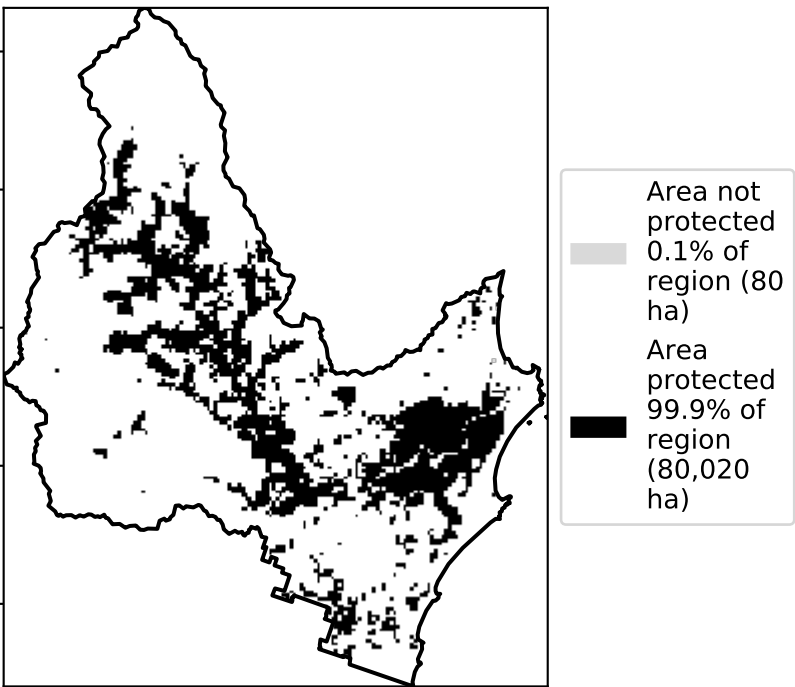 Area not
protected
0.1% of
region (80
ha)
Area
protected
99.9% of
region
(80,020
ha)